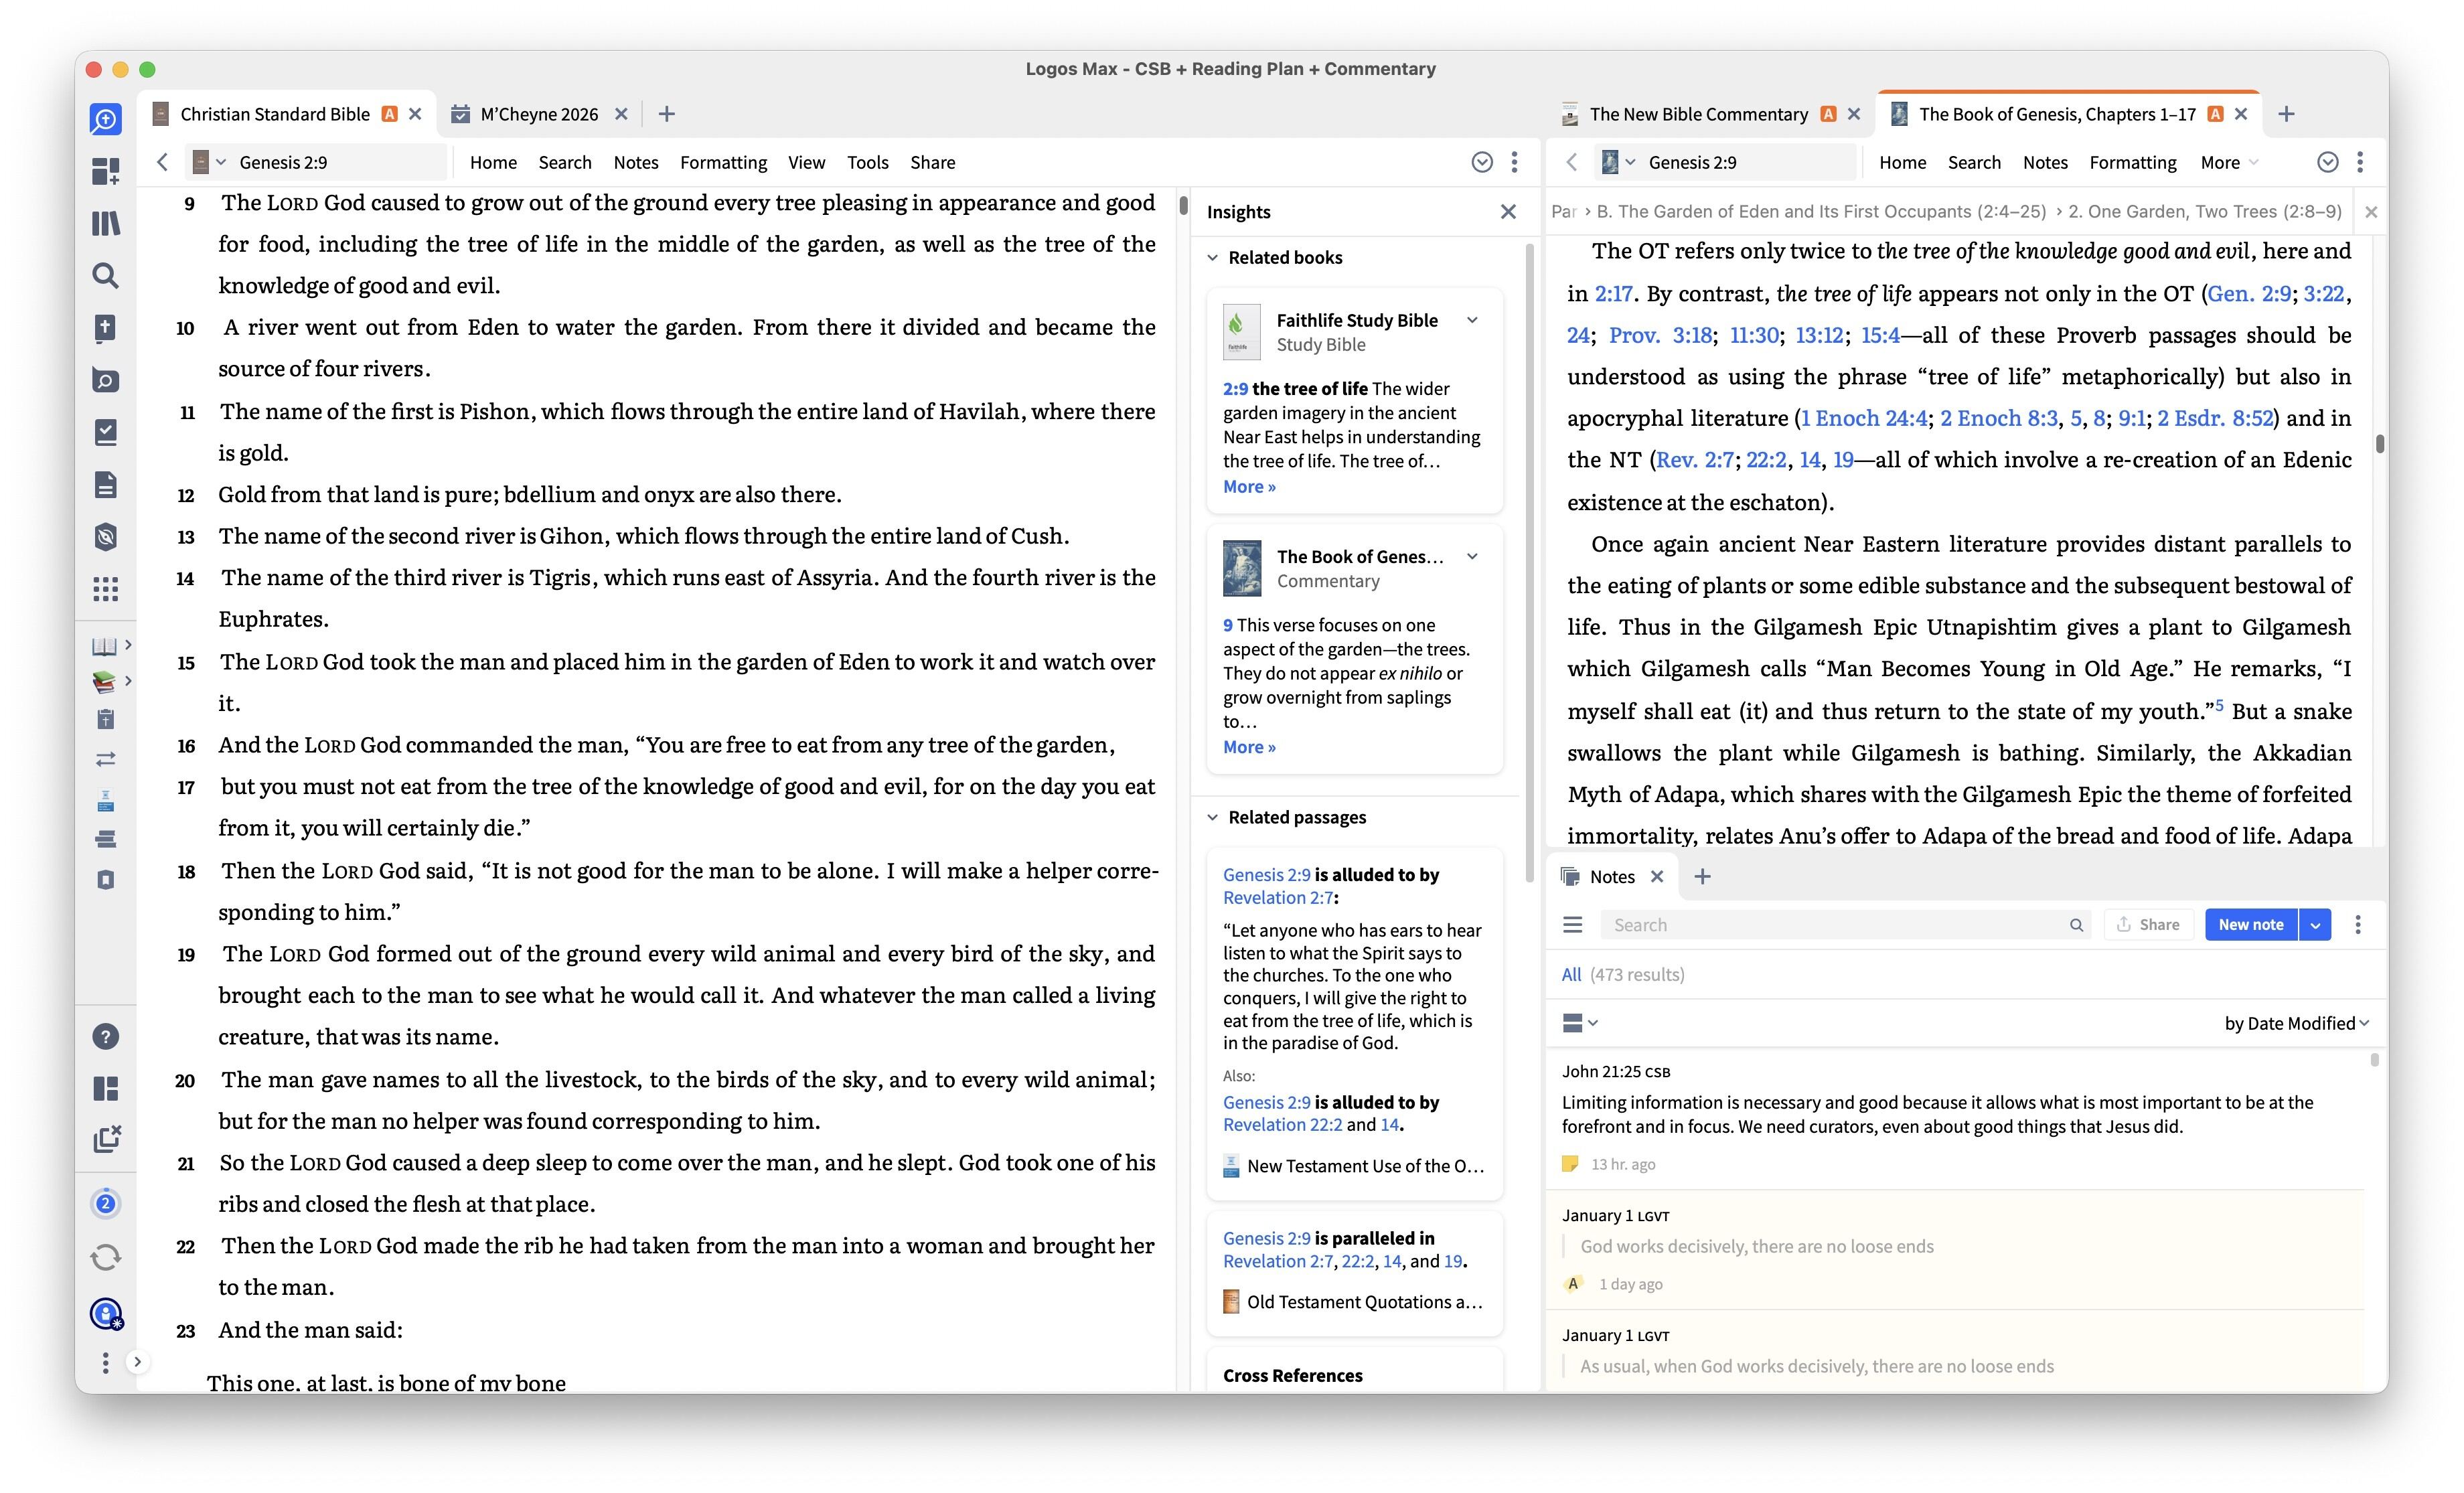 Logos Max - CSB + Reading Plan + Commentary
Christian Standard Bible A
M’Cheyne 2026
Genesis 2:9
Home Search Notes Formatting View Tools Share
9 The LORD God caused to grow out of the ground every tree pleasing in appearance and good
for food, including the tree of life in the middle of the garden, as well as the tree of the
knowledge of good and evil.
10 A river went out from Eden to water the garden. From there it divided and became the
source of four rivers.
11 The name of the first is Pishon, which flows through the entire land of Havilah, where there
is gold.
12 Gold from that land is pure; bdellium and onyx are also there.
13 The name of the second river is Gihon, which flows through the entire land of Cush.
14 The name of the third river is Tigris, which runs east of Assyria. And the fourth river is the
Euphrates.
15 The LORD God took the man and placed him in the garden of Eden to work it and watch over
it.
16 And the LORD God commanded the man, “You are free to eat from any tree of the garden,
17 but you must not eat from the tree of the knowledge of good and evil, for on the day you eat
from it, you will certainly die.”
18 Then the LORD God said, “It is not good for the man to be alone. I will make a helper corre-
sponding to him.”
19 The LORD God formed out of the ground every wild animal and every bird of the sky, and
brought each to the man to see what he would call it. And whatever the man called a living
creature, that was its name.
20 The man gave names to all the livestock, to the birds of the sky, and to every wild animal;
but for the man no helper was found corresponding to him.
21 So the LORD God caused a deep sleep to come over the man, and he slept. God took one of his
ribs and closed the flesh at that place.
22 Then the LORD God made the rib he had taken from the man into a woman and brought her
to the man.
23 And the man said:
This one, at last, is bone of my bone
2
Insights
Related books
Faithlife Study Bible
Study Bible
2:9 the tree of life The wider
garden imagery in the ancient
Near East helps in understanding
the tree of life. The tree of…
More »
The Book of Genes…
Commentary
9 This verse focuses on one
aspect of the garden—the trees.
They do not appear ex nihilo or
grow overnight from saplings
to…
More »
Related passages
Genesis 2:9 is alluded to by
Revelation 2:7:
“Let anyone who has ears to hear
listen to what the Spirit says to
the churches. To the one who
conquers, I will give the right to
eat from the tree of life, which is
in the paradise of God.
Also:
Genesis 2:9 is alluded to by
Revelation 22:2 and 14.
New Testament Use of the O…
Genesis 2:9 is paralleled in
Revelation 2:7, 22:2, 14, and 19.
Old Testament Quotations a…
Cross References
The New Bible Commentary A
The Book of Genesis, Chapters 1–17 A
Genesis 2:9
Home Search Notes Formatting More
Par › B. The Garden of Eden and Its First Occupants (2:4–25) › 2. One Garden, Two Trees (2:8–9)
The OT refers only twice to the tree of the knowledge good and evil, here and
in 2:17. By contrast, the tree of life appears not only in the OT (Gen. 2:9; 3:22,
24; Prov. 3:18; 11:30; 13:12; 15:4—all of these Proverb passages should be
understood as using the phrase “tree of life” metaphorically) but also in
apocryphal literature (1 Enoch 24:4; 2 Enoch 8:3, 5, 8; 9:1; 2 Esdr. 8:52) and in
the NT (Rev. 2:7; 22:2, 14, 19—all of which involve a re-creation of an Edenic
existence at the eschaton).
Once again ancient Near Eastern literature provides distant parallels to
the eating of plants or some edible substance and the subsequent bestowal of
life. Thus in the Gilgamesh Epic Utnapishtim gives a plant to Gilgamesh
which Gilgamesh calls “Man Becomes Young in Old Age.” He remarks, “I
myself shall eat (it) and thus return to the state of my youth.”5 But a snake
swallows the plant while Gilgamesh is bathing. Similarly, the Akkadian
Myth of Adapa, which shares with the Gilgamesh Epic the theme of forfeited
immortality, relates Anu’s offer to Adapa of the bread and food of life. Adapa
Notes
Search
Share
New note
All (473 results)
by Date Modified
John 21:25 CSB
Limiting information is necessary and good because it allows what is most important to be at the
forefront and in focus. We need curators, even about good things that Jesus did.
13 hr. ago
January 1 LGVT
God works decisively, there are no loose ends
A 1 day ago
January 1 LGVT
As usual, when God works decisively, there are no loose ends